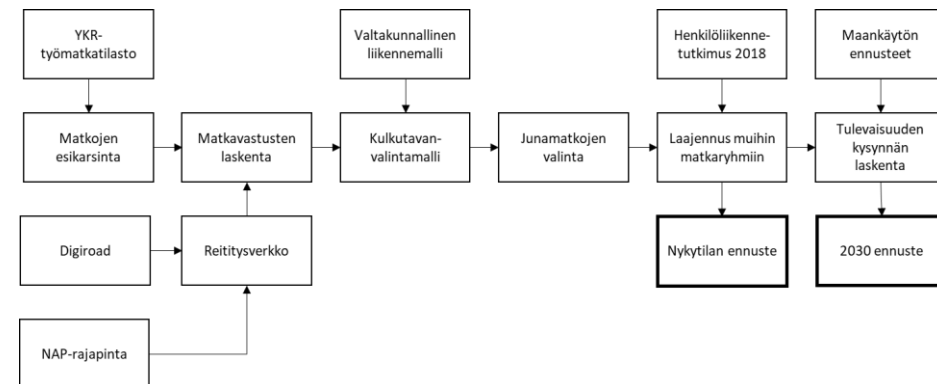 YKR-
työmatkatilasto
Valtakunnallinen
liikennemalli
Henkilöliikenne-
tutkimus 2018
Maankäytön
ennusteet
Matkojen
esikarsinta
Matkavastusten
laskenta
Kulkutavan-
valintamalli
Junamatkojen
valinta
Laajennus muihin
matkaryhmiin
Tulevaisuuden
kysynnän
laskenta
Digiroad
Reititysverkko
Nykytilan ennuste
2030 ennuste
NAP-rajapinta